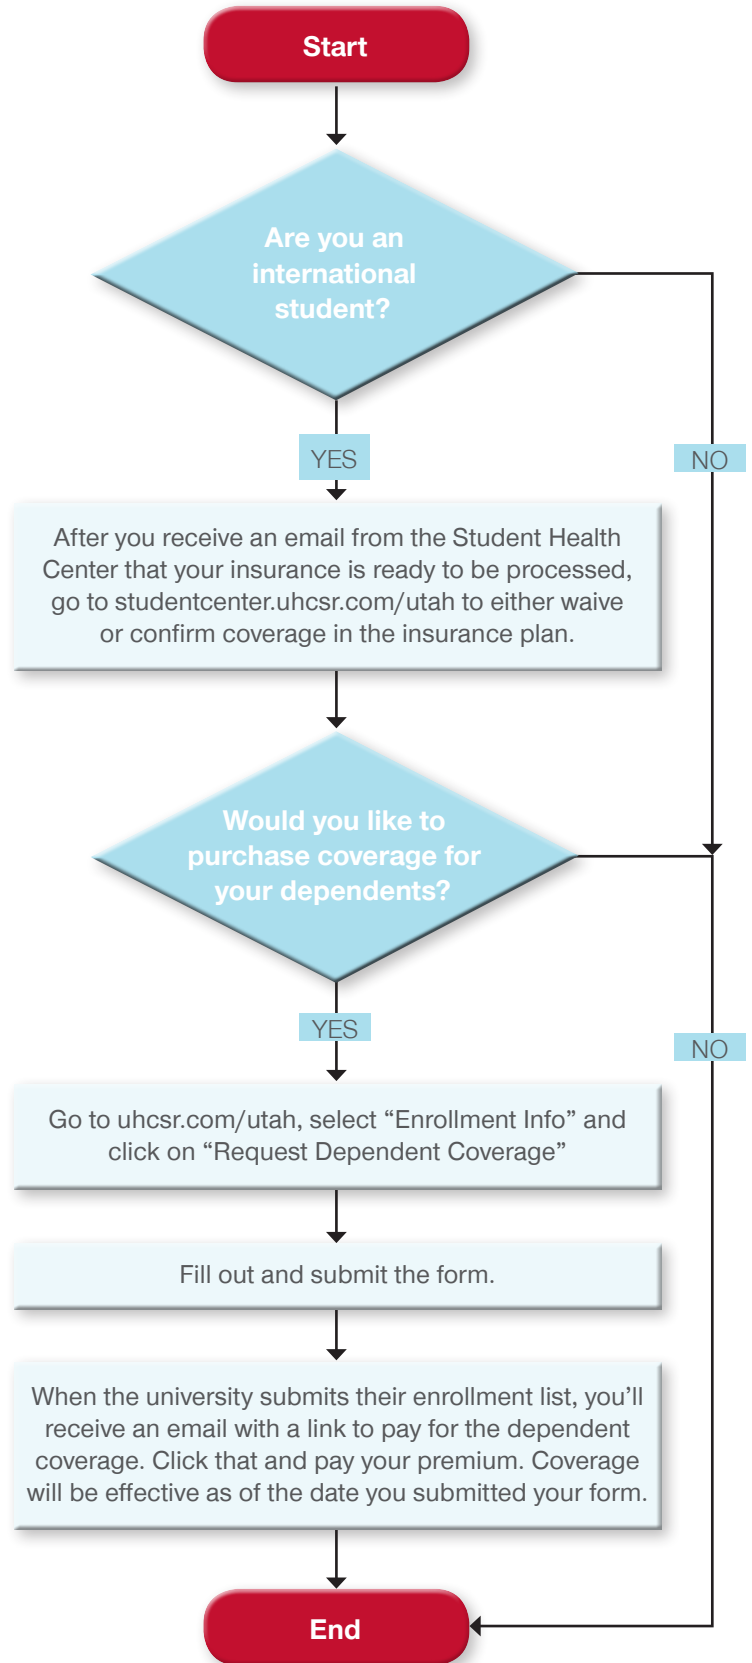 Start
Are you an
international
student?
YES
NO
After you receive an email from the Student Health
Center that your insurance is ready to be processed,
go to studentcenter.uhcsr.com/utah to either waive
or confirm coverage in the insurance plan.
Would you like to
purchase coverage for
your dependents?
YES
NO
Go to uhcsr.com/utah, select “Enrollment Info” and
click on “Request Dependent Coverage”
Fill out and submit the form.
When the university submits their enrollment list, you’ll
receive an email with a link to pay for the dependent
coverage. Click that and pay your premium. Coverage
will be effective as of the date you submitted your form.
End